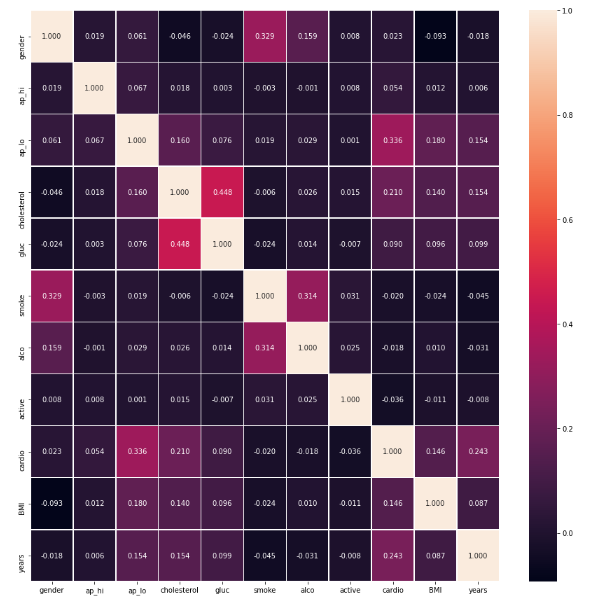 gender 1.000 0.019 0.061 -0.046 -0.024 0.329 0.159 0.008 0.023 -0.093 -0.018
ap_hi 0.019 1.000 0.067 0.018 0.003 -0.003 -0.001 0.008 0.054 0.012 0.006
ap_lo 0.061 0.067 1.000 0.160 0.076 0.019 0.029 0.001 0.336 0.180 0.154
cholesterol -0.046 0.018 0.160 1.000 0.448 -0.006 0.026 0.015 0.210 0.140 0.154
gluc -0.024 0.003 0.076 0.448 1.000 -0.024 0.014 -0.007 0.090 0.096 0.099
smoke 0.329 -0.003 0.019 -0.006 -0.024 1.000 0.314 0.031 -0.020 -0.024 -0.045
alco 0.159 -0.001 0.029 0.026 0.014 0.314 1.000 0.025 -0.018 0.010 -0.031
active 0.008 0.008 0.001 0.015 -0.007 0.031 0.025 1.000 -0.036 -0.011 -0.008
cardio 0.023 0.054 0.336 0.210 0.090 -0.020 -0.018 -0.036 1.000 0.146 0.243
BMI -0.093 0.012 0.180 0.140 0.096 -0.024 0.010 -0.011 0.146 1.000 0.087
years -0.018 0.006 0.154 0.154 0.099 -0.045 -0.031 -0.008 0.243 0.087 1.000
gender ap_hi ap_lo cholesterol gluc smoke alco active cardio BMI years
1.0
0.8
0.6
0.4
0.2
0.0